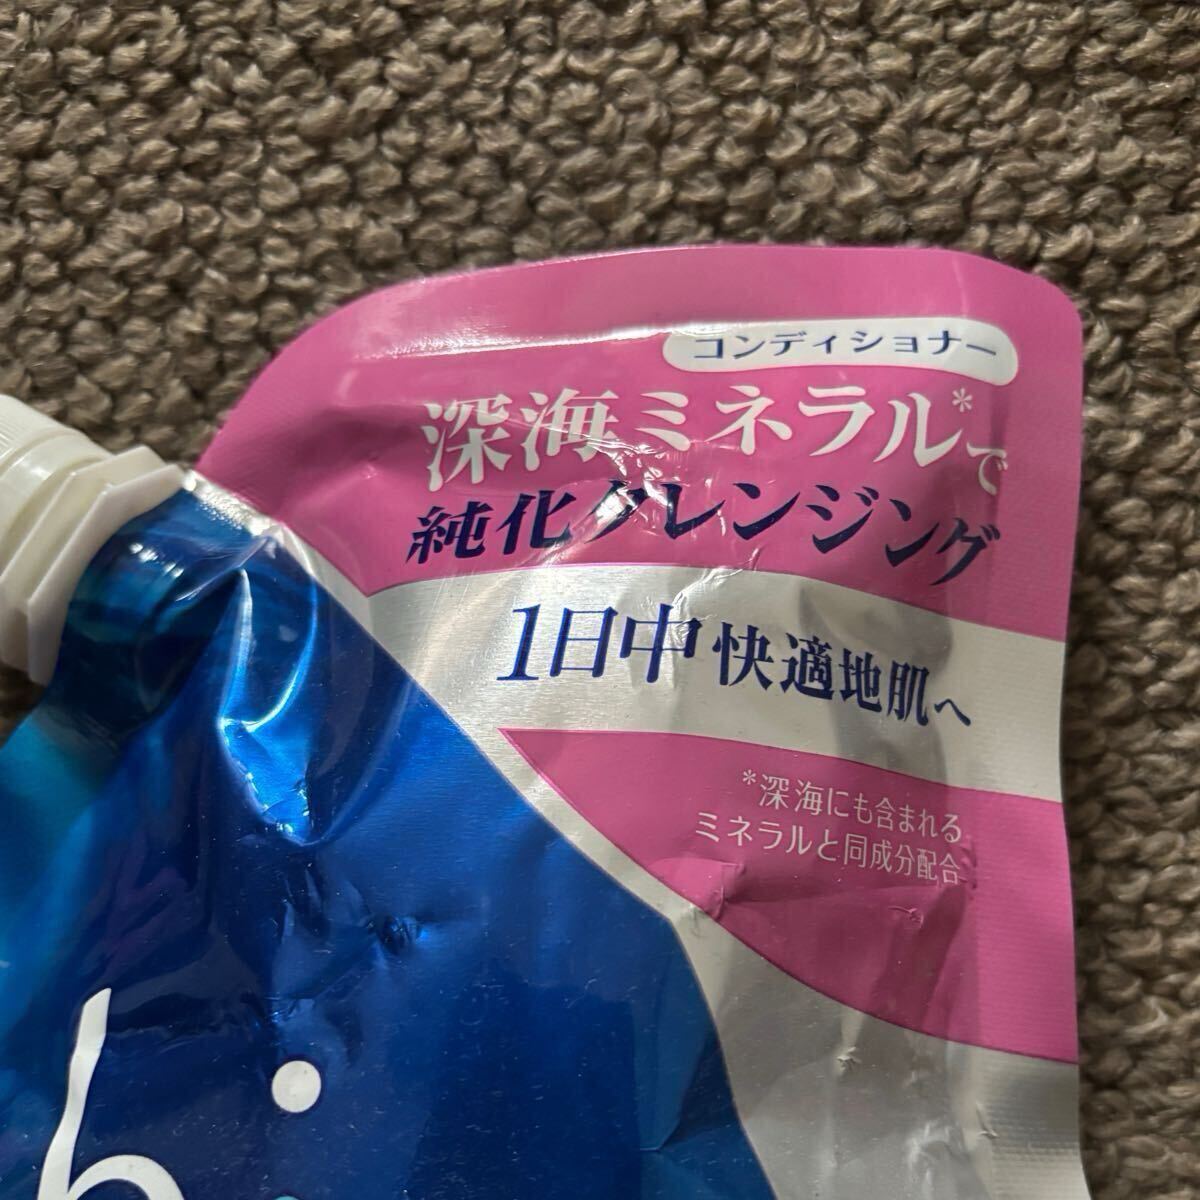 コンディショナー
深海ミネラル*で
純化クレンジング
1日中 快適地肌へ
*深海にも含まれる
ミネラルと同成分配合